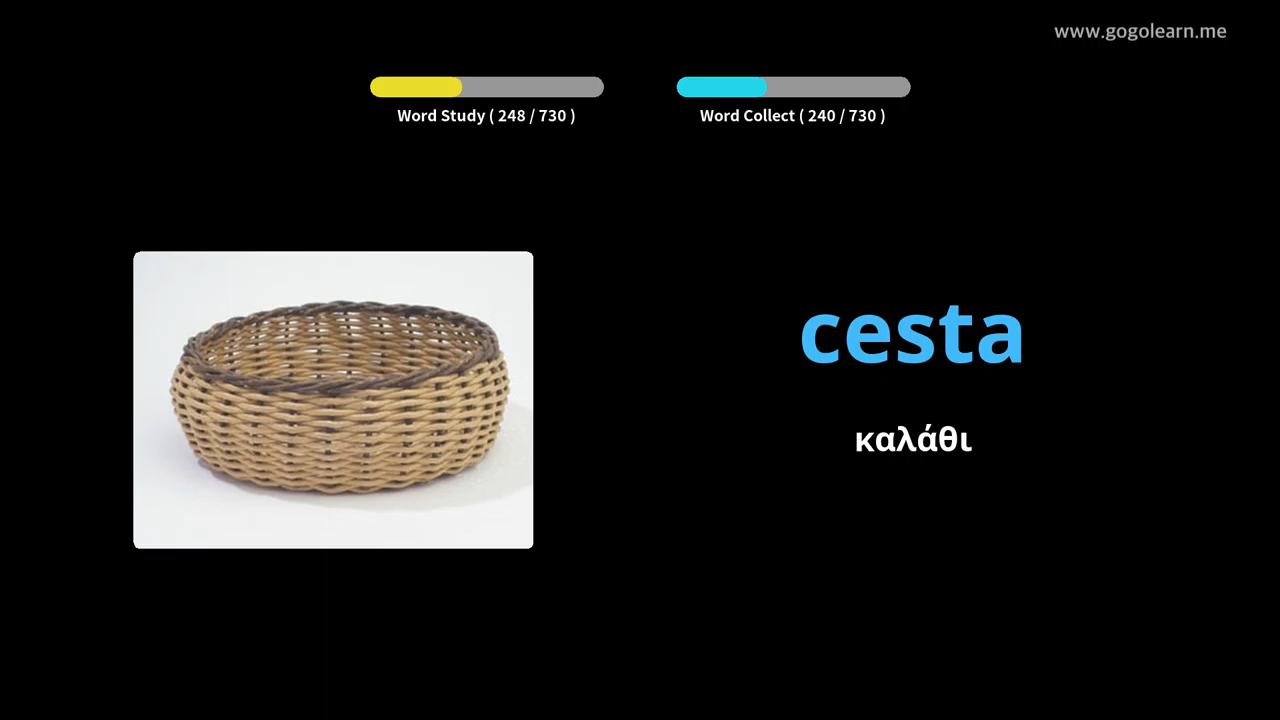 www.gogolearn.me
Word Study ( 248 / 730 )
Word Collect ( 240 / 730 )
cesta
καλάθι